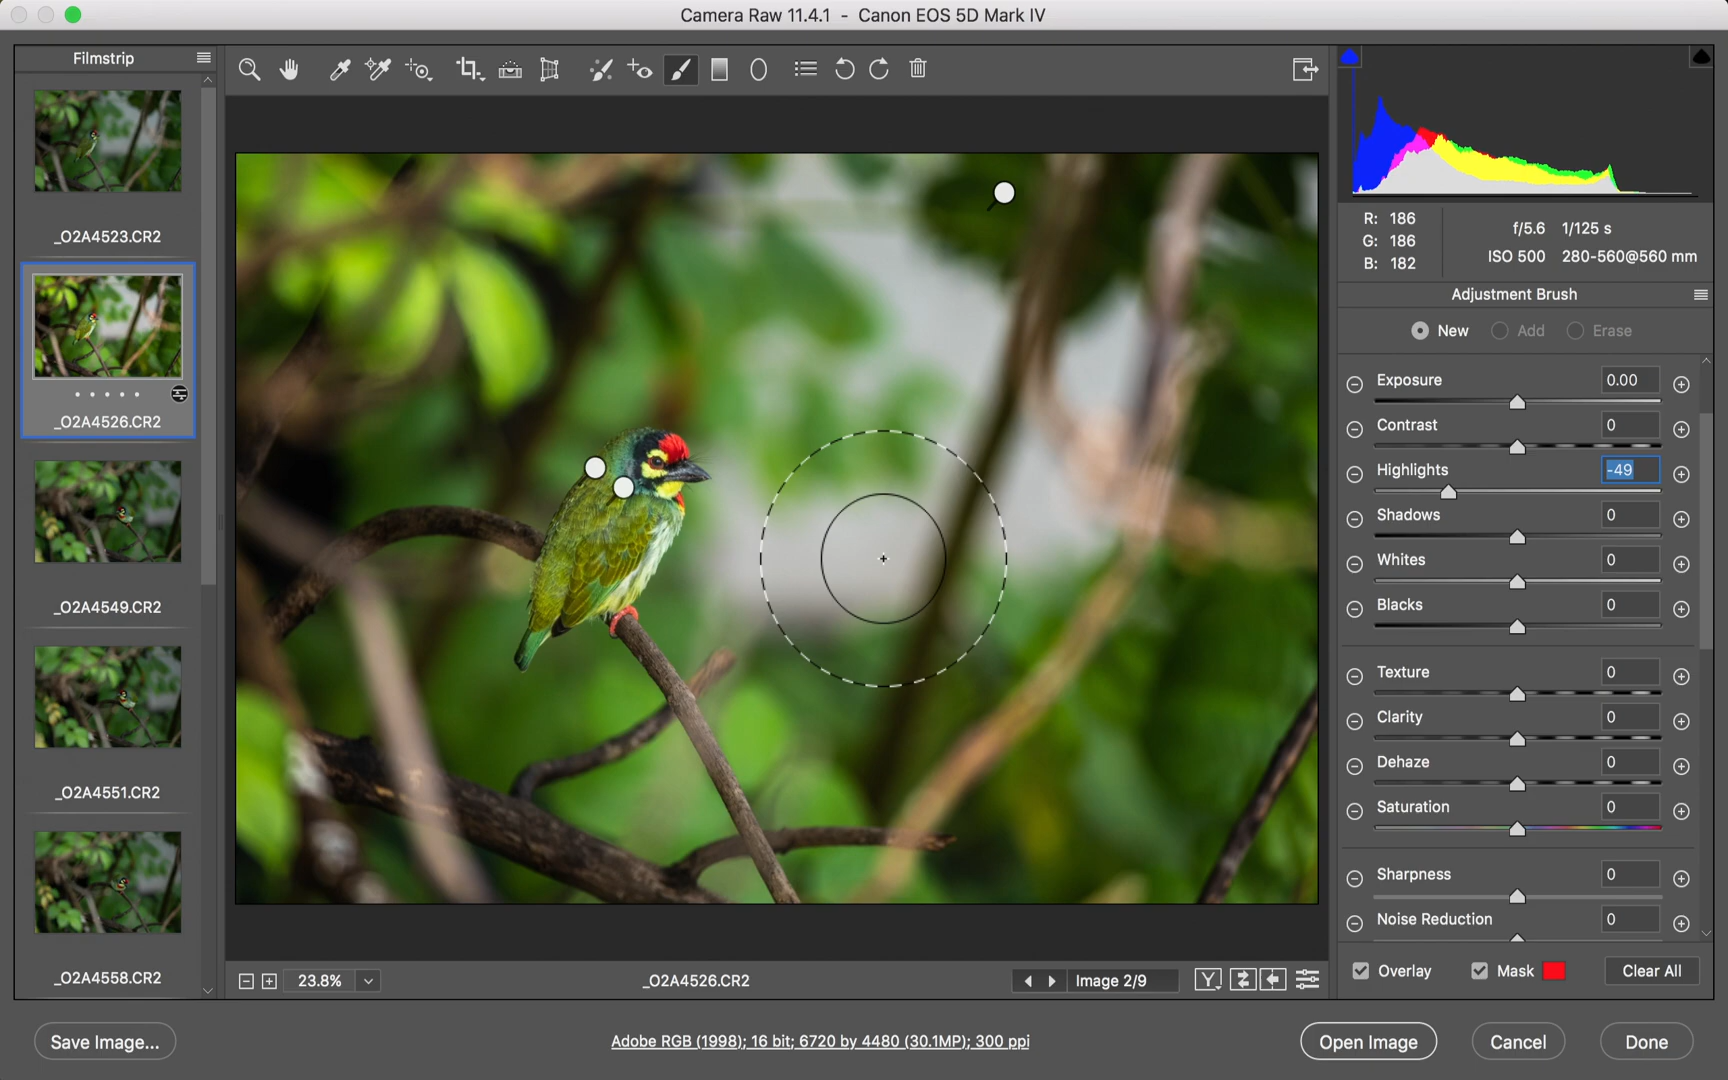 Camera Raw 11.4.1 - Canon EOS 5D Mark IV
Filmstrip
_O2A4523.CR2
_O2A4526.CR2
_O2A4549.CR2
_O2A4551.CR2
_O2A4558.CR2
R: 186
G: 186
B: 182
f/5.6 1/125 s
ISO 500 280-560@560 mm
Adjustment Brush
New Add Erase
Exposure 0.00
Contrast 0
Highlights -49
Shadows 0
Whites 0
Blacks 0
Texture 0
Clarity 0
Dehaze 0
Saturation 0
Sharpness 0
Noise Reduction 0
Overlay Mask Clear All
23.8% _O2A4526.CR2 Image 2/9 Y
Save Image... Adobe RGB (1998); 16 bit; 6720 by 4480 (30.1MP); 300 ppi Open Image Cancel Done